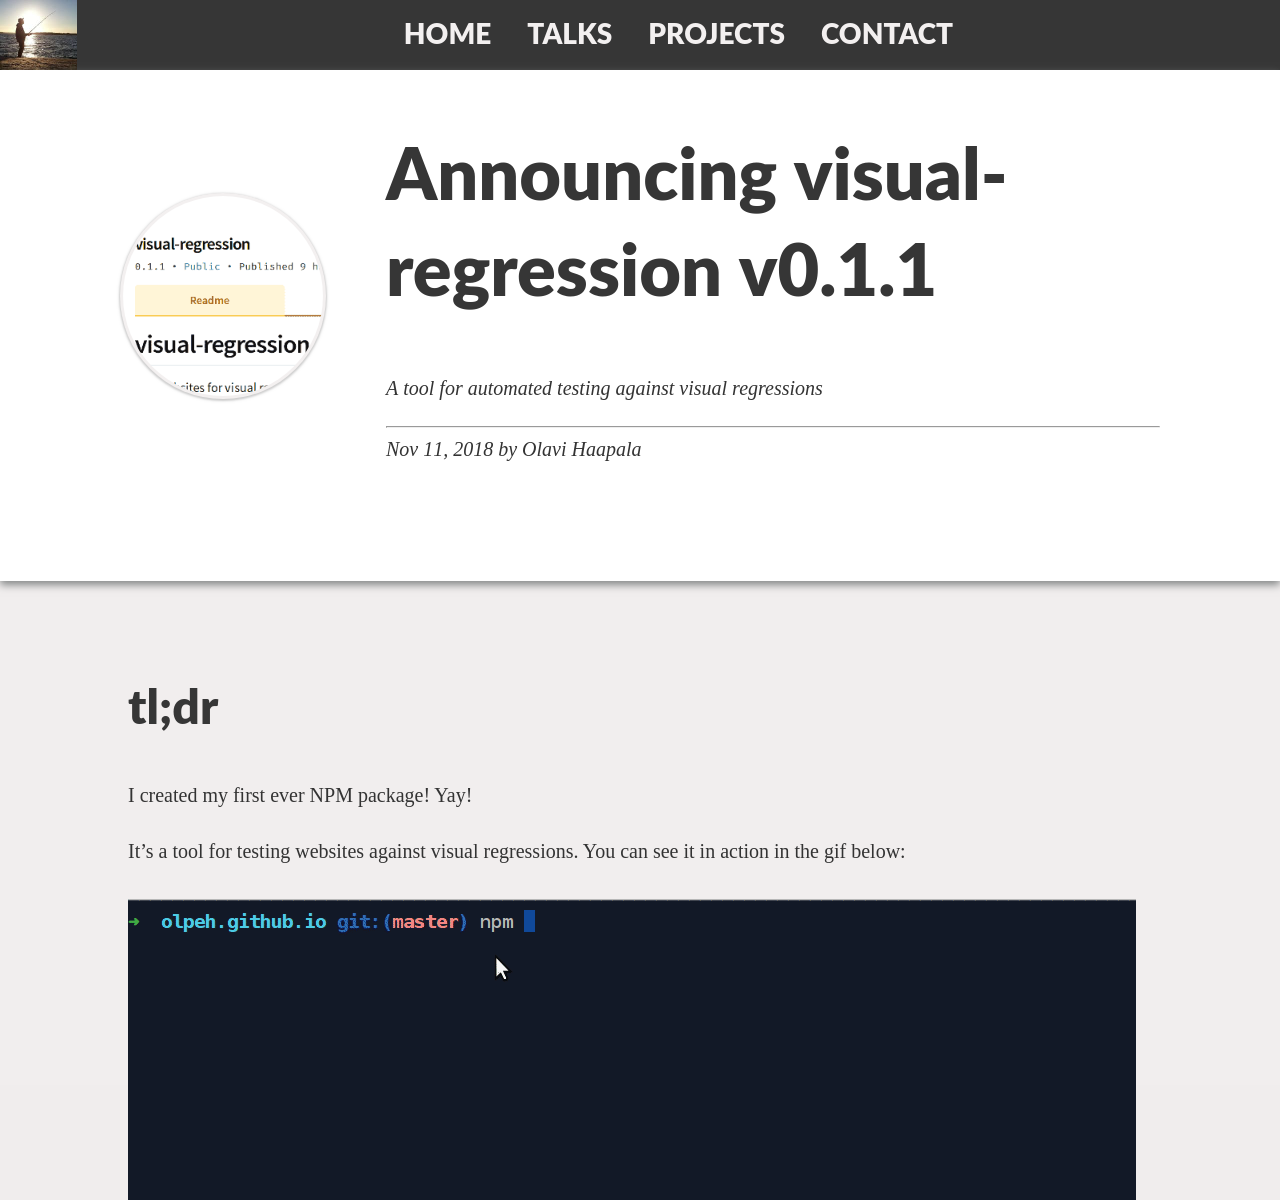 HOME TALKS PROJECTS CONTACT
Announcing visual-
regression v0.1.1
visual-regression
0.1.1 • Public • Published 9 h
Readme
visual-regression
sites for visual
A tool for automated testing against visual regressions
Nov 11, 2018 by Olavi Haapala
tl;dr
I created my first ever NPM package! Yay!
It’s a tool for testing websites against visual regressions. You can see it in action in the gif below:
➜ olpeh.github.io git:(master) npm